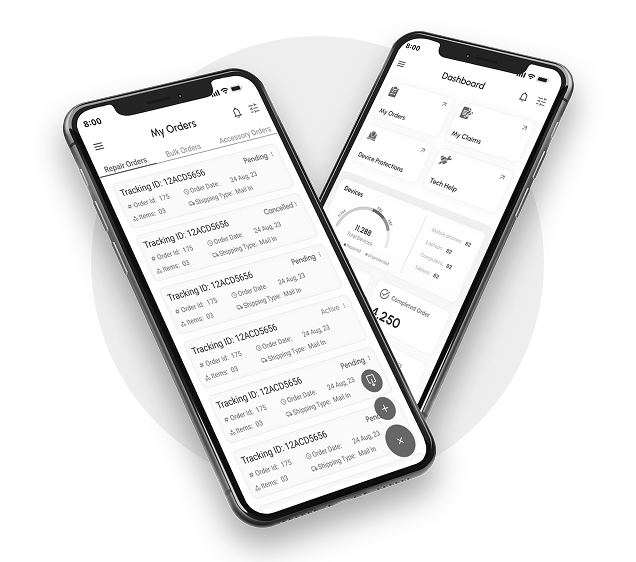 8:00
My Orders
Repair Orders
Bulk Orders
Accessory Orders
Tracking ID: 12ACD5656
Pending
# Order Id: 175
Order Date: 24 Aug, 23
Items: 03
Shipping Type: Mail In
Tracking ID: 12ACD5656
Cancelled
# Order Id: 175
Order Date: 24 Aug, 23
Items: 03
Shipping Type: Mail In
Tracking ID: 12ACD5656
Pending
# Order Id: 175
Order Date: 24 Aug, 23
Items: 03
Shipping Type: Mail In
Tracking ID: 12ACD5656
Active
# Order Id: 175
Order Date: 24 Aug, 23
Items: 03
Shipping Type: Mail In
Tracking ID: 12ACD5656
Pending
# Order Id: 175
Order Date: 24 Aug, 23
Items: 03
Shipping Type: Mail In
Tracking ID: 12ACD5656
Pend
# Order Id: 175
Order Date: 24 Aug, 23
Items: 03
Shipping Type: Mail In
8:00
Dashboard
My Orders
My Claims
Device Protections
Tech Help
Devices
11,288
Total Devices
Mobile phones 82
Laptops 82
Computers 82
Tablets 82
Completed Order
4,250